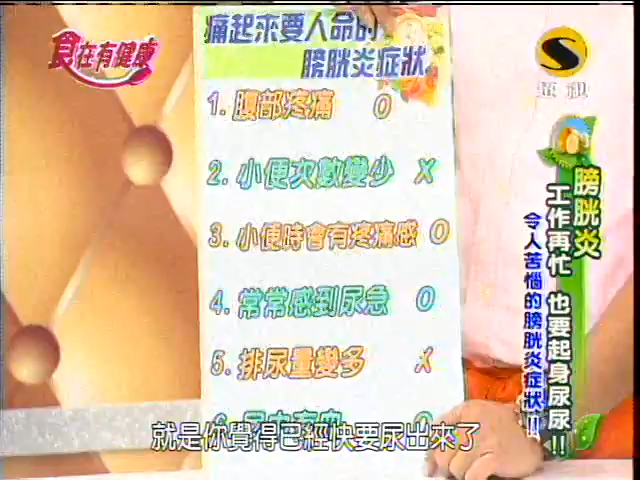 食在有健康
痛起來要人命的
膀胱炎症狀
1. 腹部疼痛 O
2. 小便次數變少 X
3. 小便時會有疼痛感 O
4. 常常感到尿急 O
5. 排尿量變多 X
膀胱炎
工作再忙 也要起身尿尿!!
令人苦惱的膀胱炎症狀!!
就是你覺得已經快要尿出來了